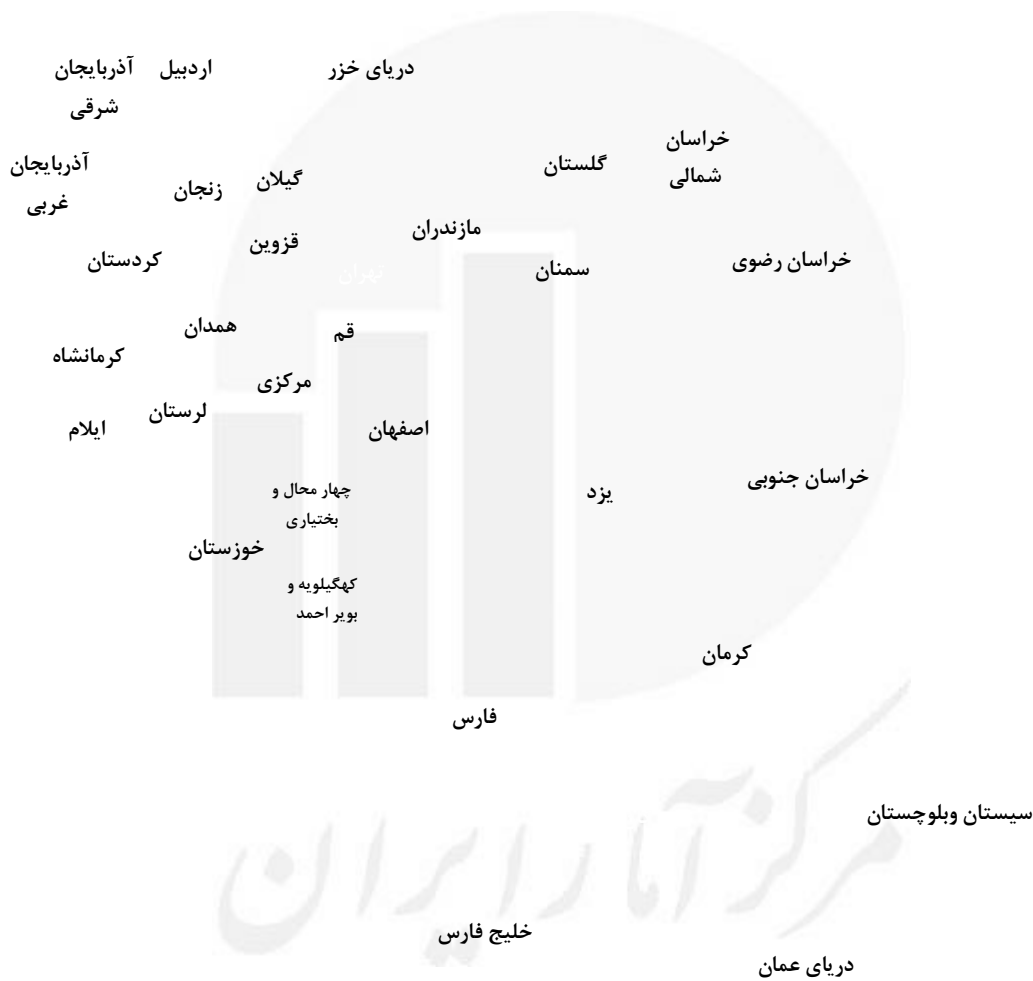 آذربایجان
شرقی
اردبیل
دریای خزر
خراسان
شمالی
گلستان
آذربایجان
غربی
گیلان
زنجان
مازندران
قزوین
کردستان
خراسان رضوی
سمنان
تهران
همدان
قم
کرمانشاه
مرکزی
لرستان
ایلام
اصفهان
خراسان جنوبی
یزد
چهار محال و
بختیاری
خوزستان
کهگیلویه و
بویر احمد
کرمان
فارس
سیستان وبلوچستان
مرکز آمار ایران
خلیج فارس
دریای عمان